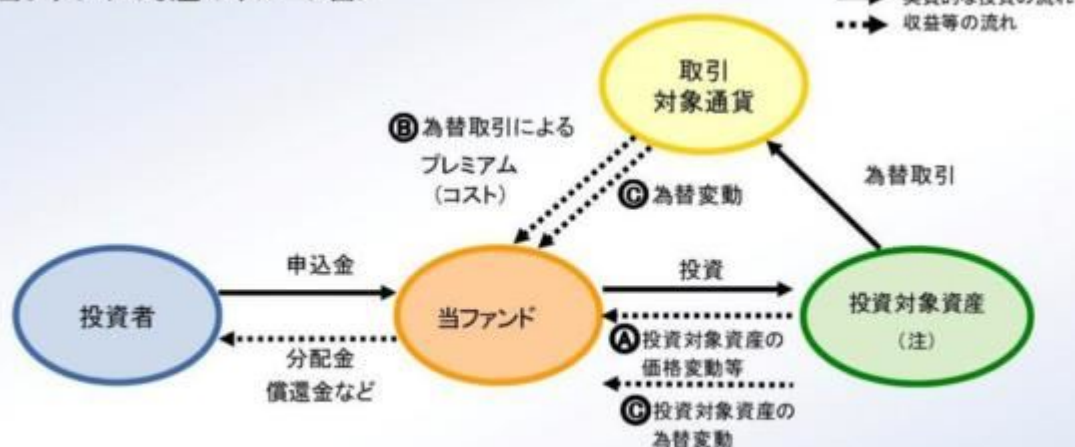 収益等の流れ
取引
対象通貨
Ⓑ為替取引による
プレミアム
(コスト)
Ⓒ為替変動
為替取引
投資者
申込金
分配金
償還金など
当ファンド
投資
Ⓐ投資対象資産の
価格変動等
Ⓒ投資対象資産の
為替変動
投資対象資産
(注)